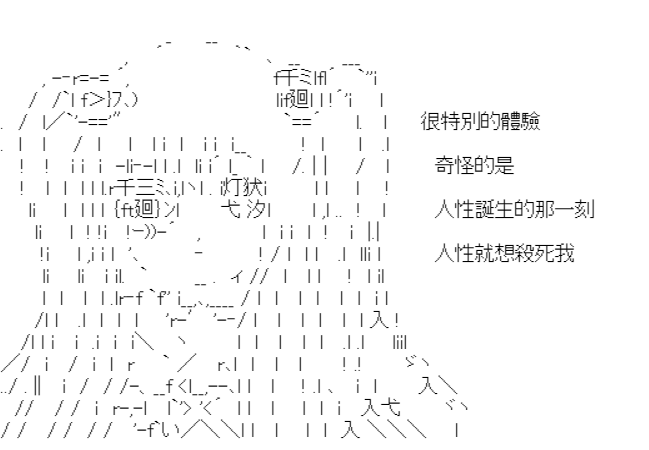 很特別的體驗
奇怪的是
人性誕生的那一刻
人性就想殺死我